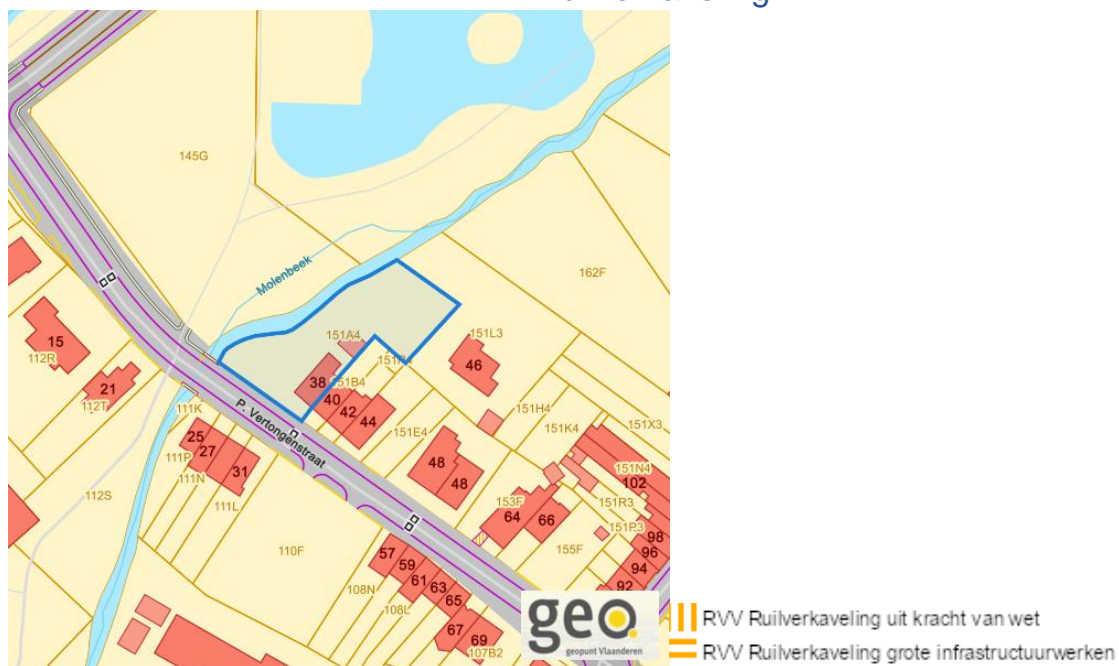 145G
Molenbeek
162F
15
112R
21
112T
151A4
151L3
46
38
151B4
40
42
44
P. Vertongenstraat
111K
25
27
31
111P
111N
111L
112S
151E4
151H4
151K4
151X3
48
48
151N4
102
151R3
151P3
153F
64
66
155F
98
96
94
92
110F
57
59
61
63
65
67
69
108N
108L
107B2
geo.
geopunt Vlaanderen
RVV Ruilverkaveling uit kracht van wet
RVV Ruilverkaveling grote infrastructuurwerken